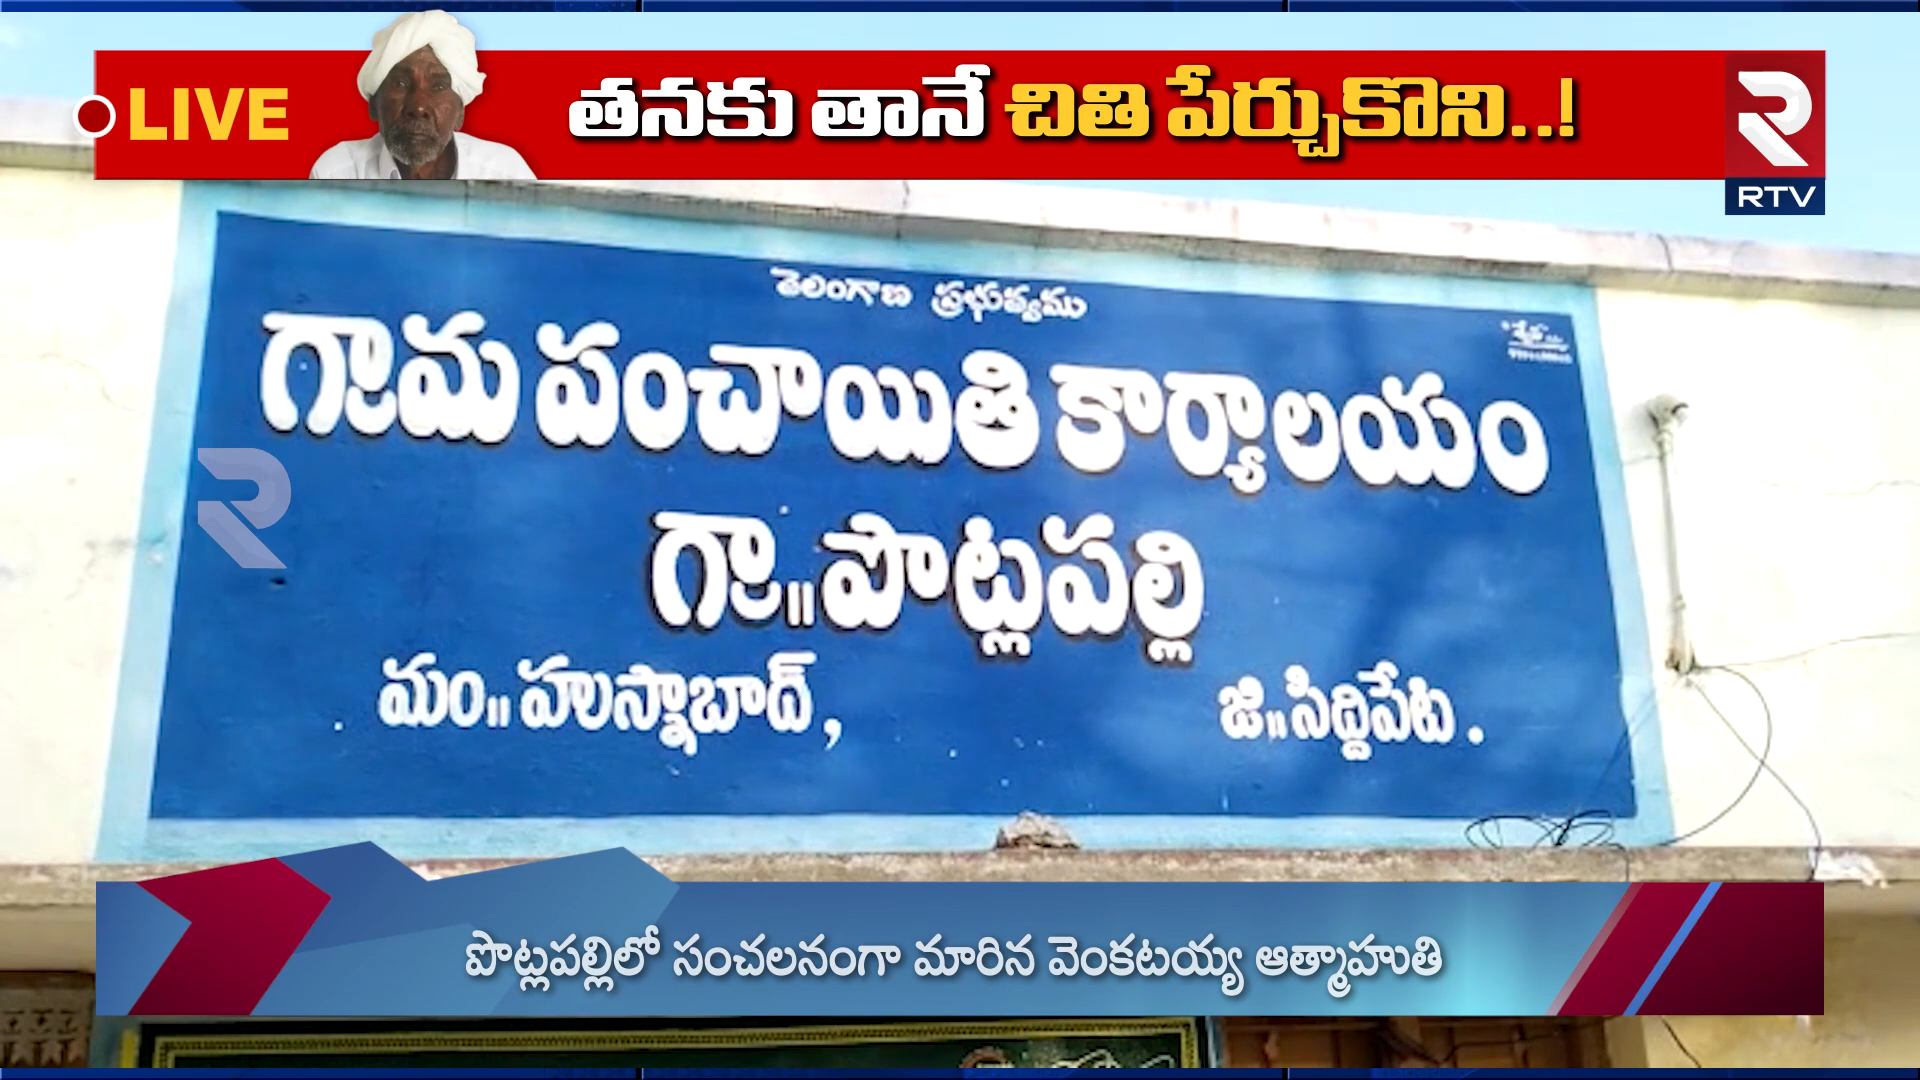 LIVE తనకు తానే చితి పేర్చుకొని..!
RTV
తెలంగాణ ప్రభుత్వము
గ్రామ పంచాయితి కార్యాలయం
గ్రా॥ పొట్లపల్లి
మం॥ హుస్నాబాద్, జి॥ సిద్దిపేట.
పొట్లపల్లిలో సంచలనంగా మారిన వెంకటయ్య ఆత్మాహుతి